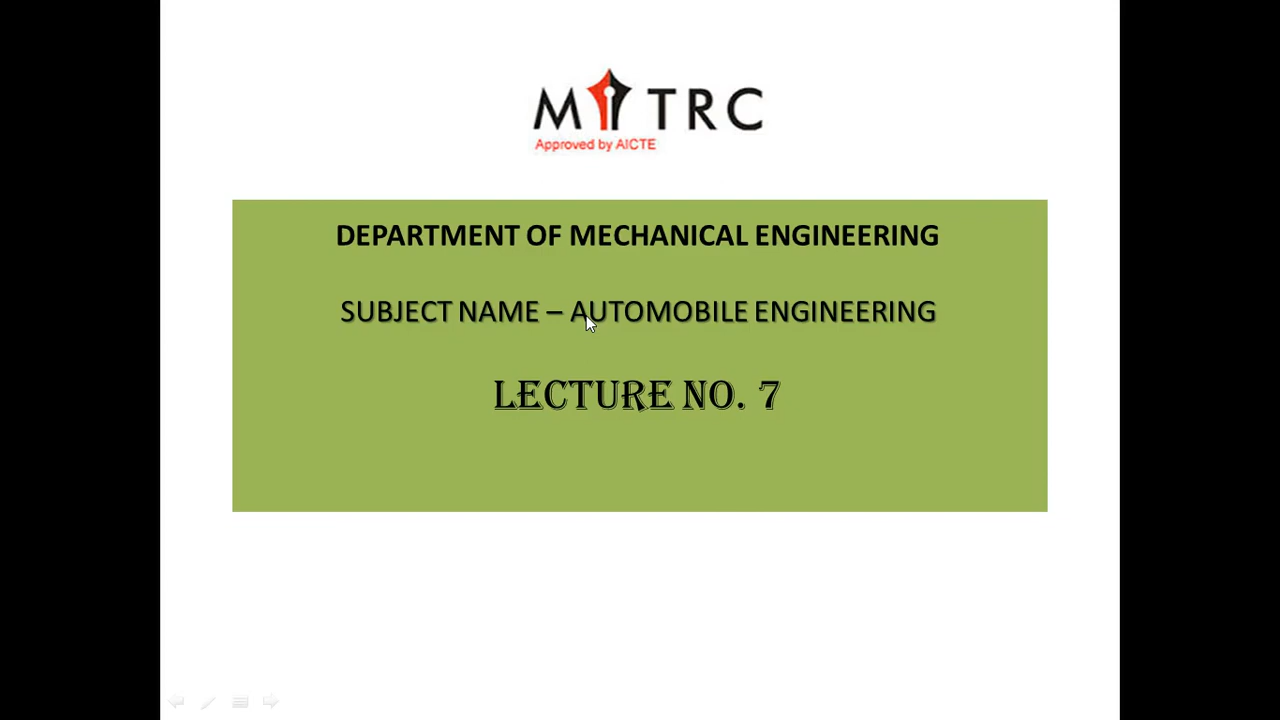 MITRC
Approved by AICTE
DEPARTMENT OF MECHANICAL ENGINEERING
SUBJECT NAME – AUTOMOBILE ENGINEERING
LECTURE NO. 7